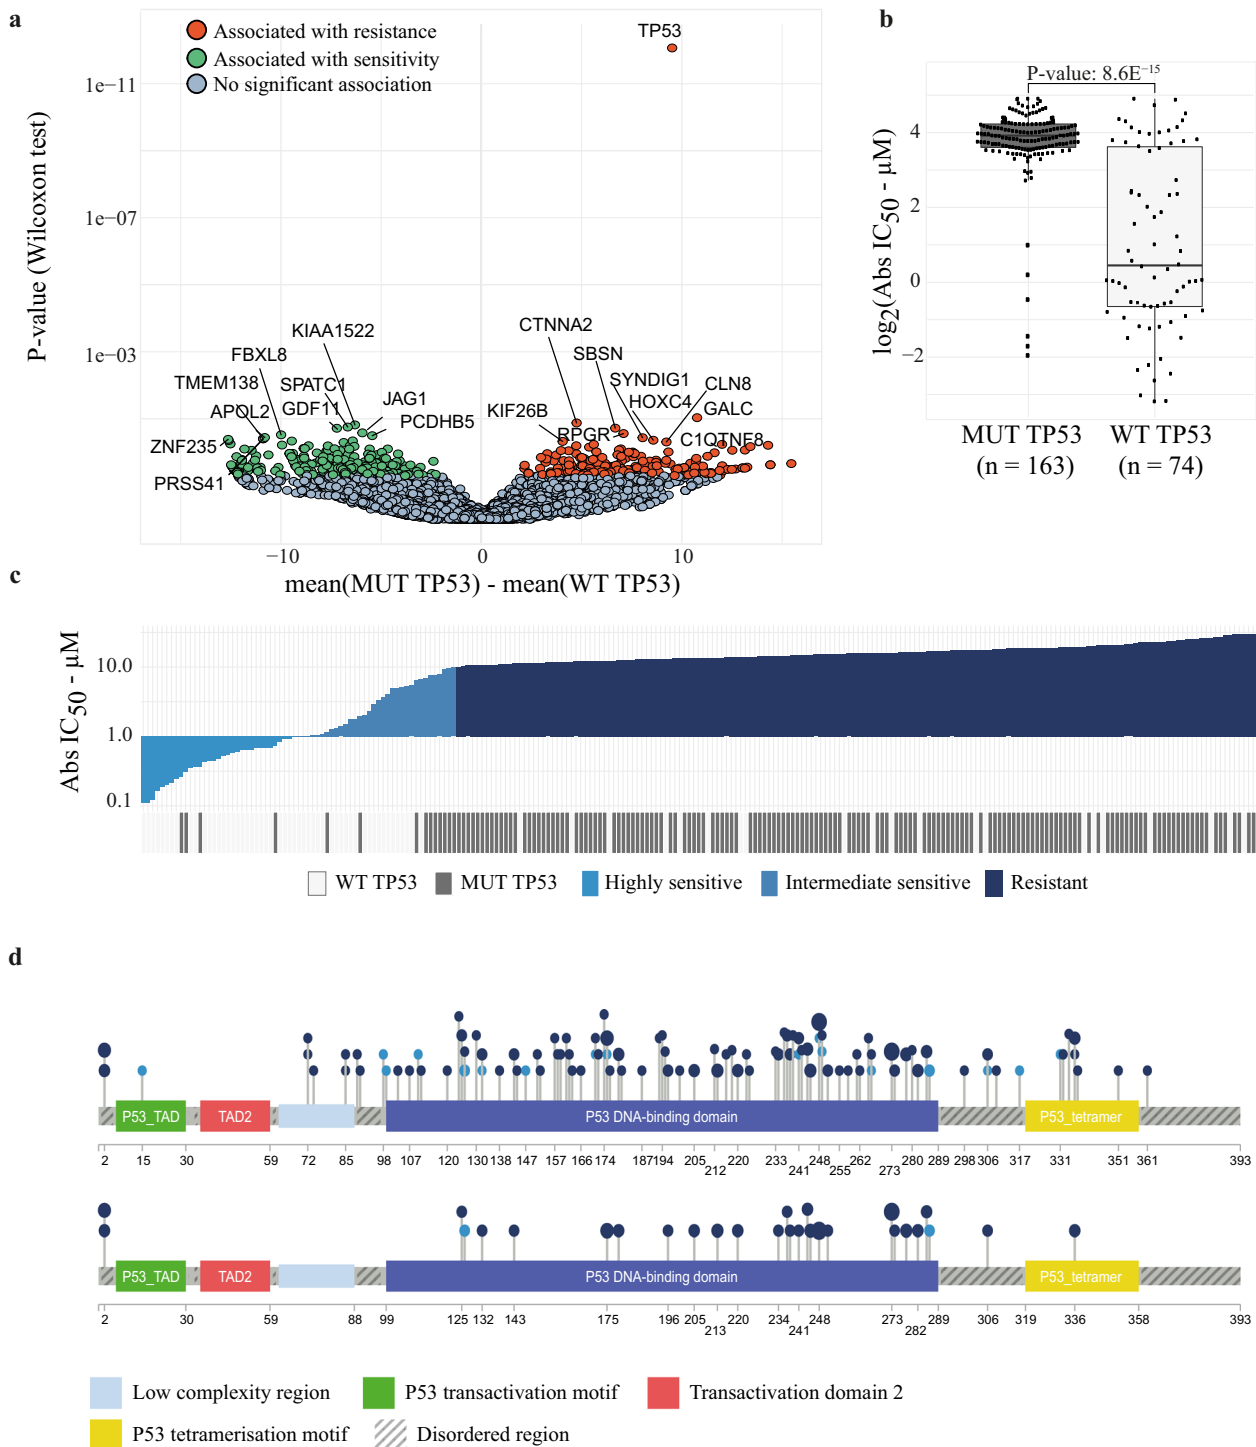 a
Associated with resistance
Associated with sensitivity
No significant association
TP53
1e−11
1e−07
1e−03
P-value (Wilcoxon test)
KIAA1522
FBXL8
TMEM138
SPATC1
APOL2
GDF11
JAG1
PCDHB5
ZNF235
PRSS41
CTNNA2
SBSN
SYNDIG1
CLN8
HOXC4
GALC
KIF26B
RPGR
C1QTNF8
−10
0
10
mean(MUT TP53) - mean(WT TP53)
b
P-value: 8.6E−15
4
2
0
−2
log2(Abs IC50 - µM)
MUT TP53
(n = 163)
WT TP53
(n = 74)
c
Abs IC50 - µM
10.0
1.0
0.1
WT TP53
MUT TP53
Highly sensitive
Intermediate sensitive
Resistant
d
P53_TAD
TAD2
P53 DNA-binding domain
P53_tetramer
2 15 30 59 72 85 98 107 120 130 138 147 157 166 174 187 194 205 212 220 233 241 248 255 262 273 280 289 298 306 317 331 351 361 393
P53_TAD
TAD2
P53 DNA-binding domain
P53_tetramer
2 30 59 88 99 125 132 143 175 196 205 213 220 234 241 248 273 282 289 306 319 336 358 393
Low complexity region
P53 transactivation motif
Transactivation domain 2
P53 tetramerisation motif
Disordered region